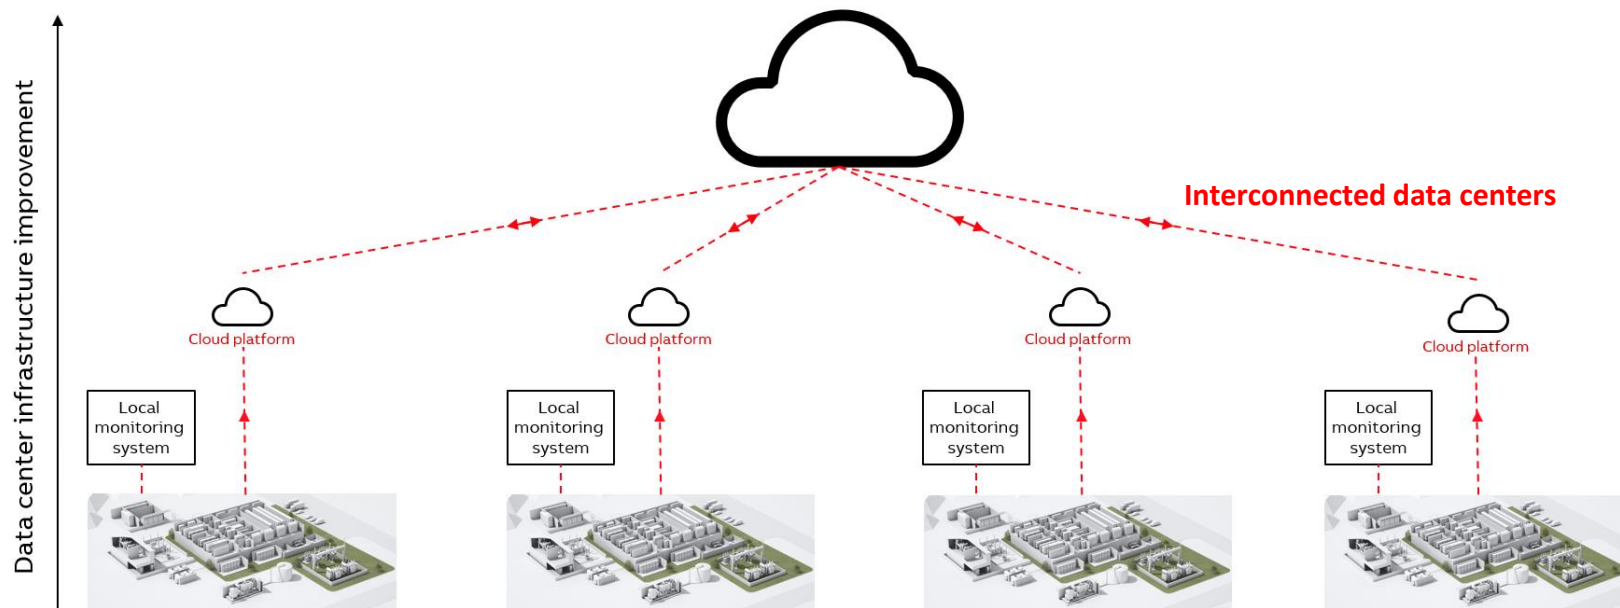 Data center infrastructure improvement
Interconnected data centers
Cloud platform
Cloud platform
Cloud platform
Cloud platform
Local
monitoring
system
Local
monitoring
system
Local
monitoring
system
Local
monitoring
system